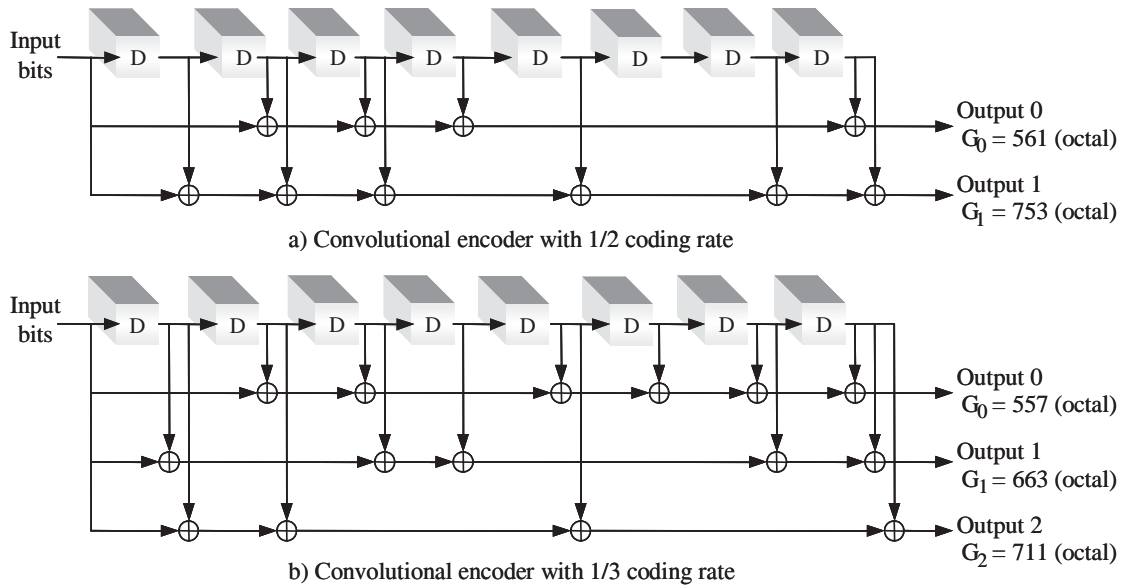 Input
bits
D D D D D D D D
Output 0
G0 = 561 (octal)
Output 1
G1 = 753 (octal)
a) Convolutional encoder with 1/2 coding rate
Input
bits
D D D D D D D D
Output 0
G0 = 557 (octal)
Output 1
G1 = 663 (octal)
Output 2
G2 = 711 (octal)
b) Convolutional encoder with 1/3 coding rate